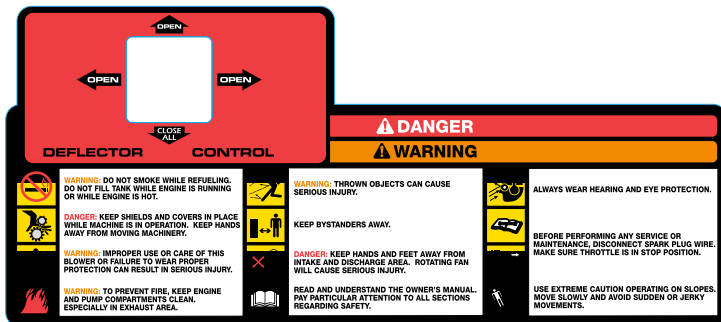 OPEN
OPEN
OPEN
CLOSE
ALL
DEFLECTOR CONTROL
DANGER
WARNING
WARNING: DO NOT SMOKE WHILE REFUELING.
DO NOT FILL TANK WHILE ENGINE IS RUNNING
OR WHILE ENGINE IS HOT.
DANGER: KEEP SHIELDS AND COVERS IN PLACE
WHILE MACHINE IS IN OPERATION. KEEP HANDS
AWAY FROM MOVING MACHINERY.
WARNING: IMPROPER USE OR CARE OF THIS
BLOWER OR FAILURE TO WEAR PROPER
PROTECTION CAN RESULT IN SERIOUS INJURY.
WARNING: TO PREVENT FIRE, KEEP ENGINE
AND PUMP COMPARTMENTS CLEAN.
ESPECIALLY IN EXHAUST AREA.
WARNING: THROWN OBJECTS CAN CAUSE
SERIOUS INJURY.
KEEP BYSTANDERS AWAY.
DANGER: KEEP HANDS AND FEET AWAY FROM
INTAKE AND DISCHARGE AREA. ROTATING FAN
WILL CAUSE SERIOUS INJURY.
READ AND UNDERSTAND THE OWNER'S MANUAL.
PAY PARTICULAR ATTENTION TO ALL SECTIONS
REGARDING SAFETY.
ALWAYS WEAR HEARING AND EYE PROTECTION.
BEFORE PERFORMING ANY SERVICE OR
MAINTENANCE, DISCONNECT SPARK PLUG WIRE.
MAKE SURE THROTTLE IS IN STOP POSITION.
USE EXTREME CAUTION OPERATING ON SLOPES.
MOVE SLOWLY AND AVOID SUDDEN OR JERKY
MOVEMENTS.